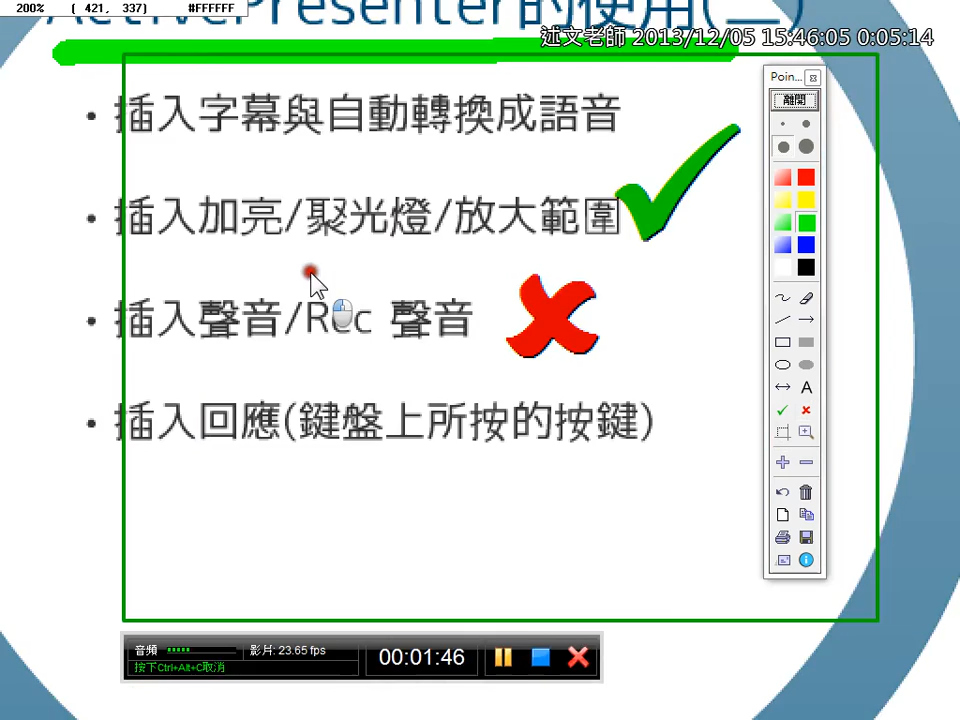 200% ( 421, 337) #FFFFFF
ActivePresenter的使用(二)
述文老師 2013/12/05 15:46:05 0:05:14
• 插入字幕與自動轉換成語音
• 插入加亮/聚光燈/放大範圍
• 插入聲音/Rec 聲音
• 插入回應(鍵盤上所按的按鍵)
Poin...
離開
A
音頻
影片: 23.65 fps
按下Ctrl+Alt+C取消
00:01:46